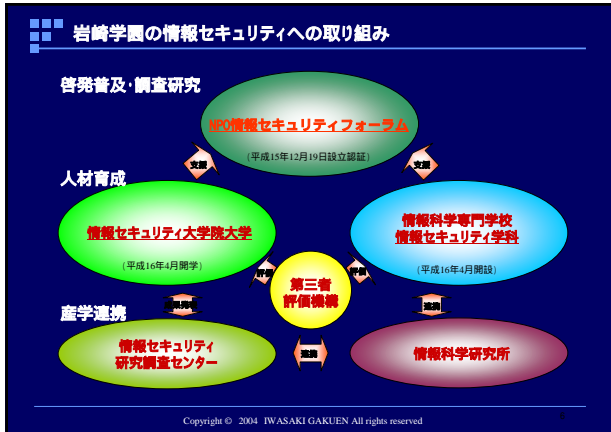 岩崎学園の情報セキュリティへの取り組み
啓発普及・調査研究
NPO情報セキュリティフォーラム
(平成15年12月19日設立認証)
支援
支援
人材育成
情報セキュリティ大学院大学
(平成16年4月開学)
情報科学専門学校
情報セキュリティ学科
(平成16年4月開設)
評価
評価
第三者
評価機構
産学連携
連携
情報セキュリティ
研究調査センター
連携
情報科学研究所
Copyright © 2004 IWASAKI GAKUEN All rights reserved